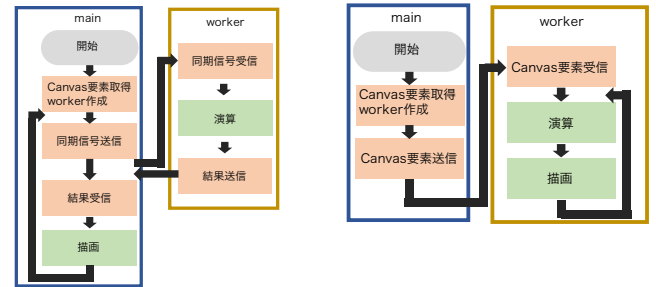 main
開始
Canvas要素取得
worker作成
同期信号送信
結果受信
描画
worker
同期信号受信
演算
結果送信
main
開始
Canvas要素取得
worker作成
Canvas要素送信
worker
Canvas要素受信
演算
描画